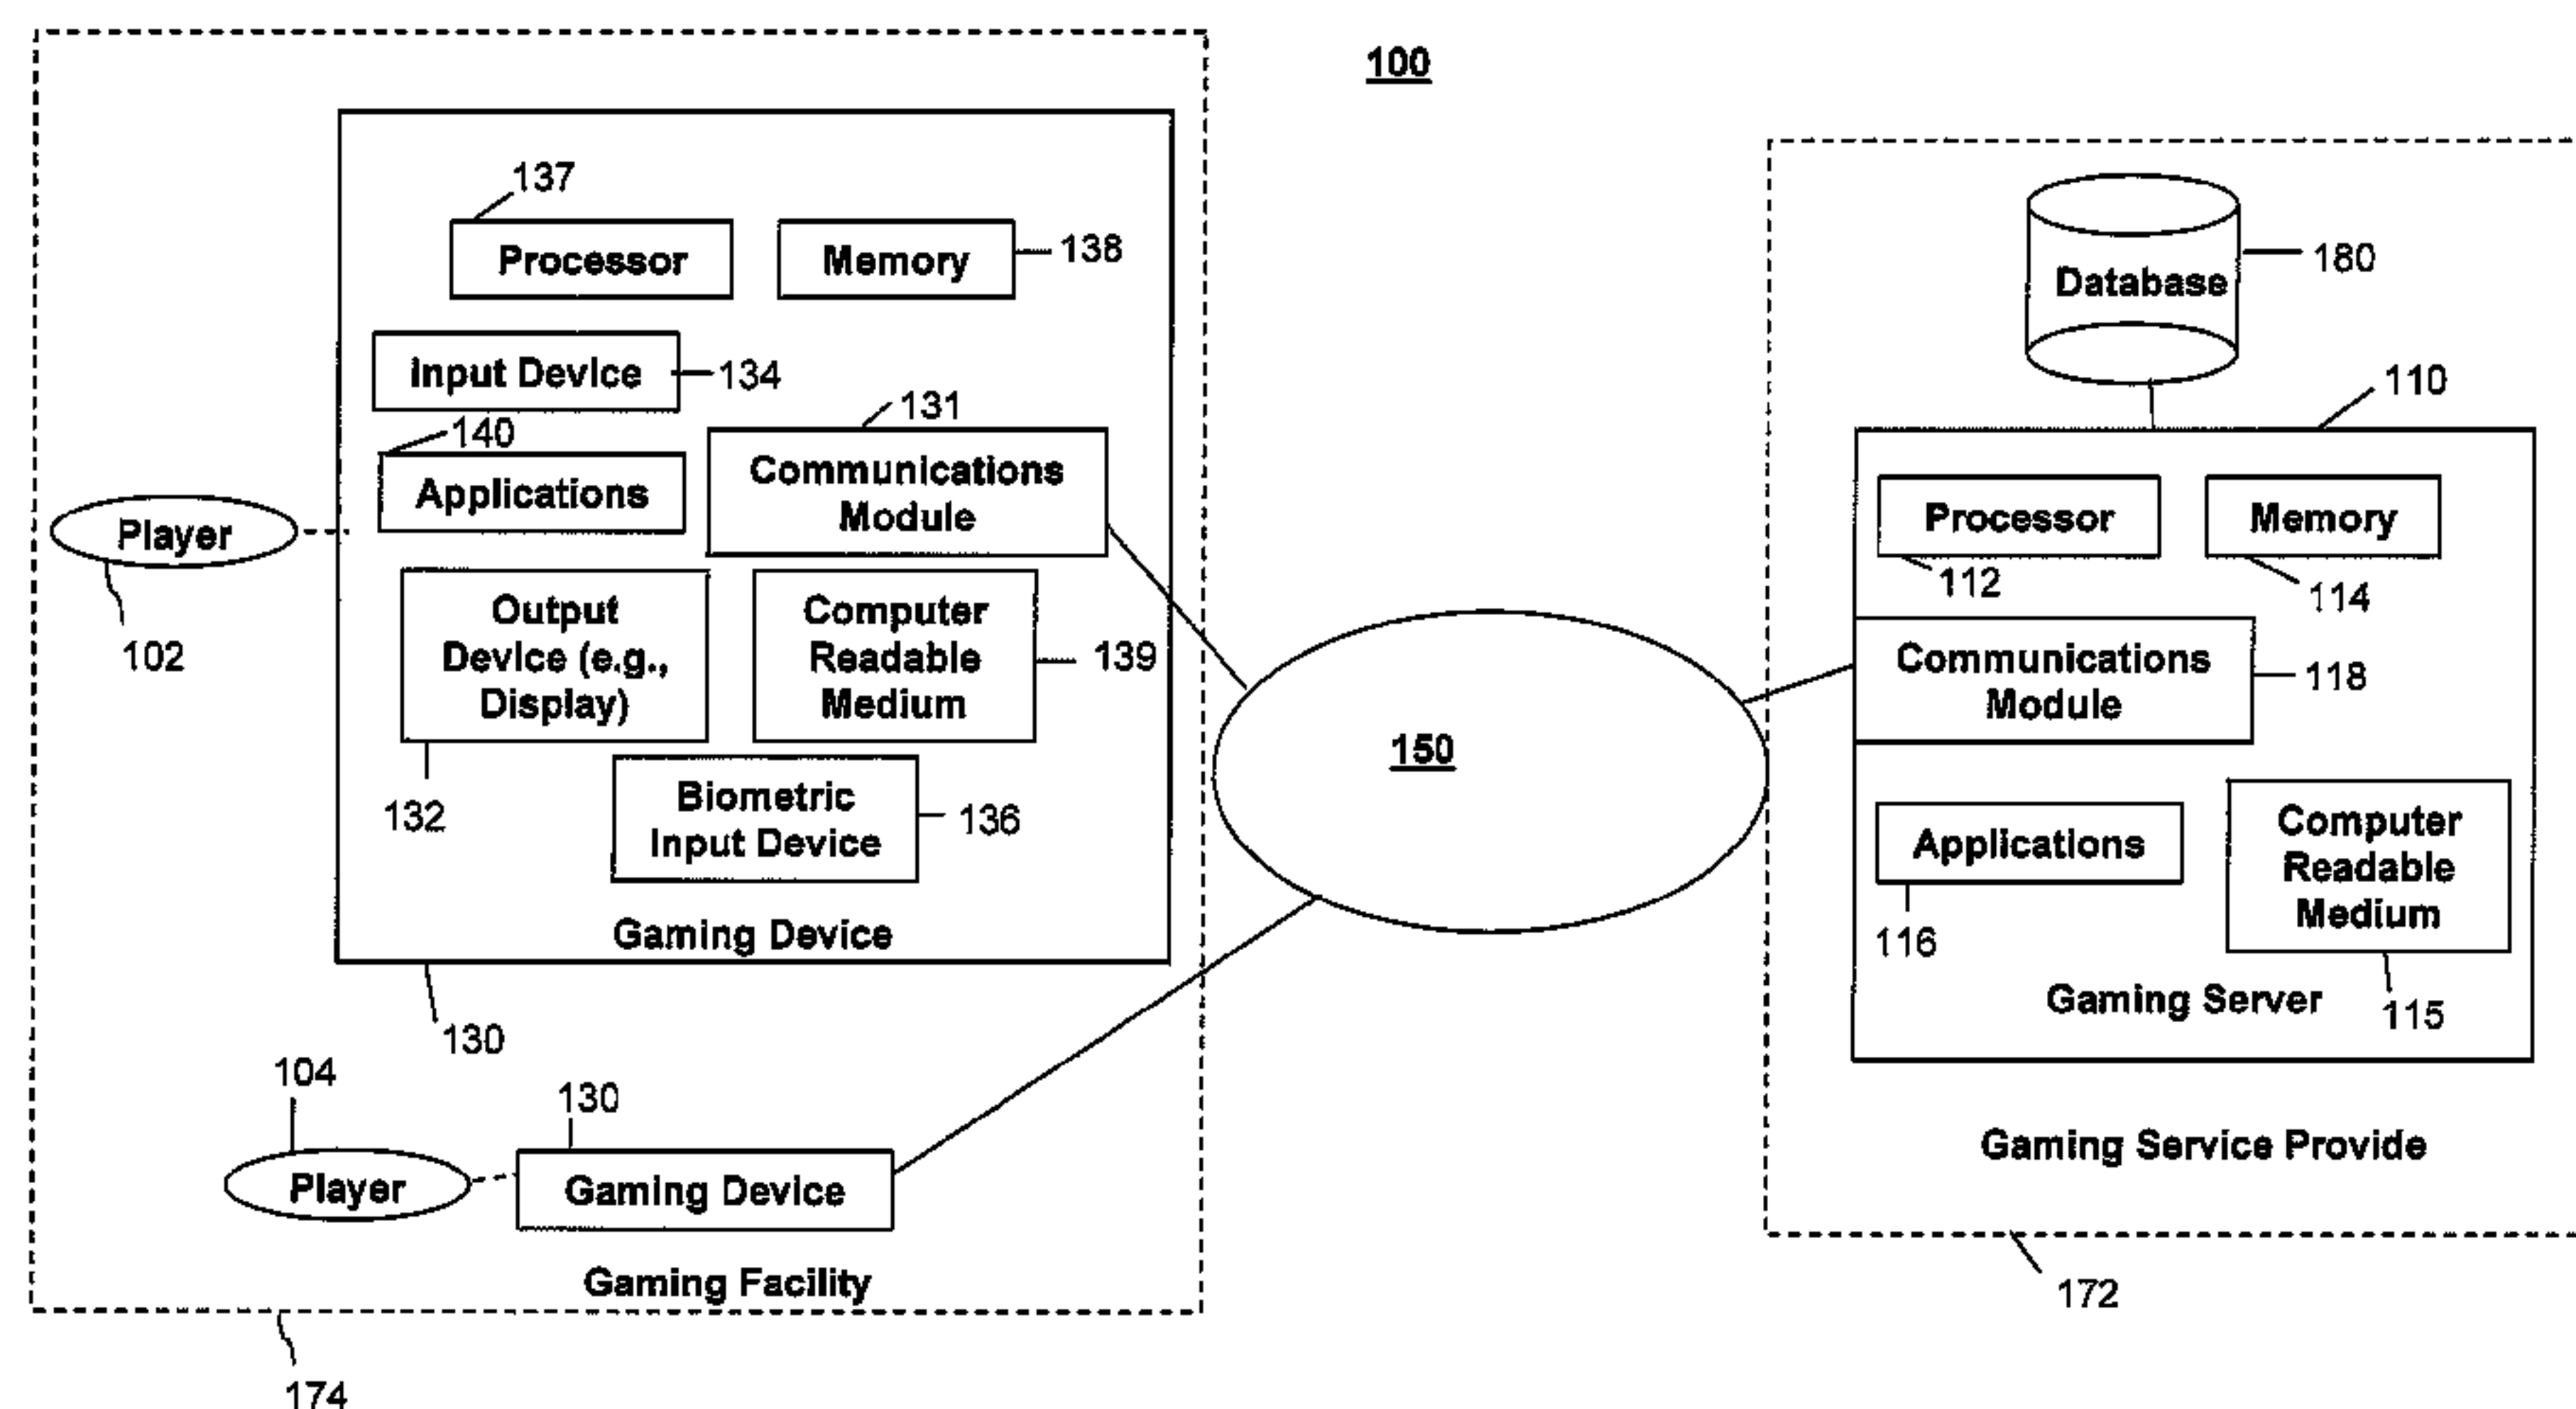 100
137
Processor
Memory
138
Input Device
134
140
Applications
131
Communications
Module
Player
102
Output
Device (e.g.,
Display)
132
Computer
Readable
Medium
139
Biometric
Input Device
136
Gaming Device
130
104
Player
130
Gaming Device
Gaming Facility
174
150
Database
180
110
Processor
112
Memory
114
Communications
Module
118
Applications
116
Computer
Readable
Medium
115
Gaming Server
Gaming Service Provide
172